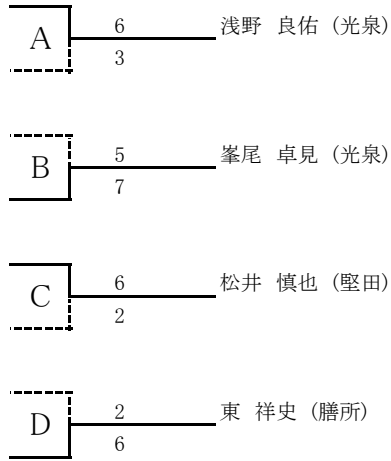 6 浅野 良佑 (光泉)
A
3
5 峯尾 卓見 (光泉)
B
7
6 松井 慎也 (堅田)
C
2
2 東 祥史 (膳所)
D
6